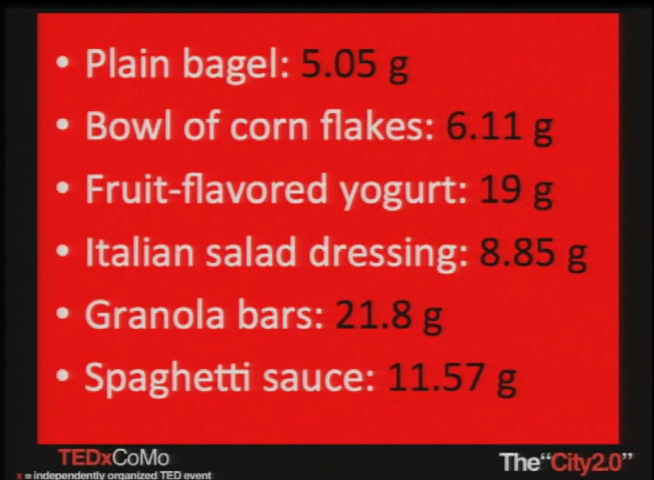 • Plain bagel: 5.05 g
• Bowl of corn flakes: 6.11 g
• Fruit-flavored yogurt: 19 g
• Italian salad dressing: 8.85 g
• Granola bars: 21.8 g
• Spaghetti sauce: 11.57 g
TEDxCoMo
x = independently organized TED event
The“City2.0”